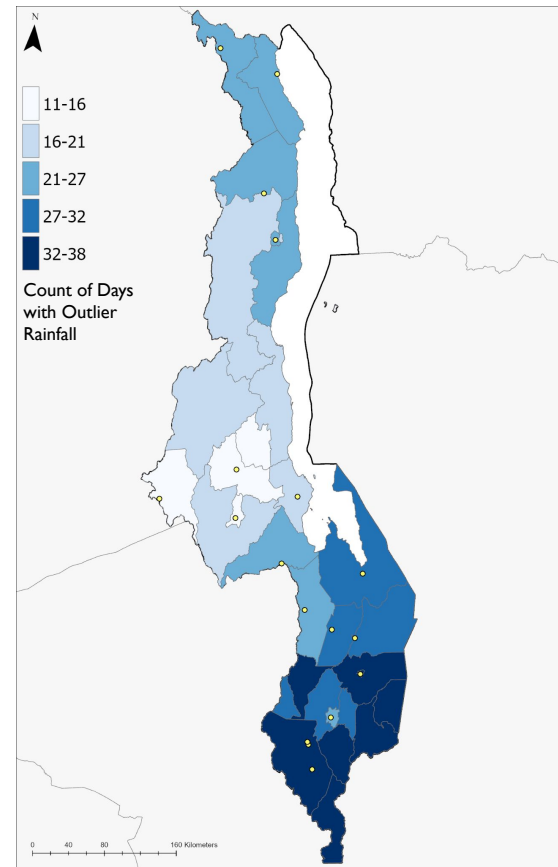 N
11-16
16-21
21-27
27-32
32-38
Count of Days
with Outlier
Rainfall
0 40 80 160 Kilometers